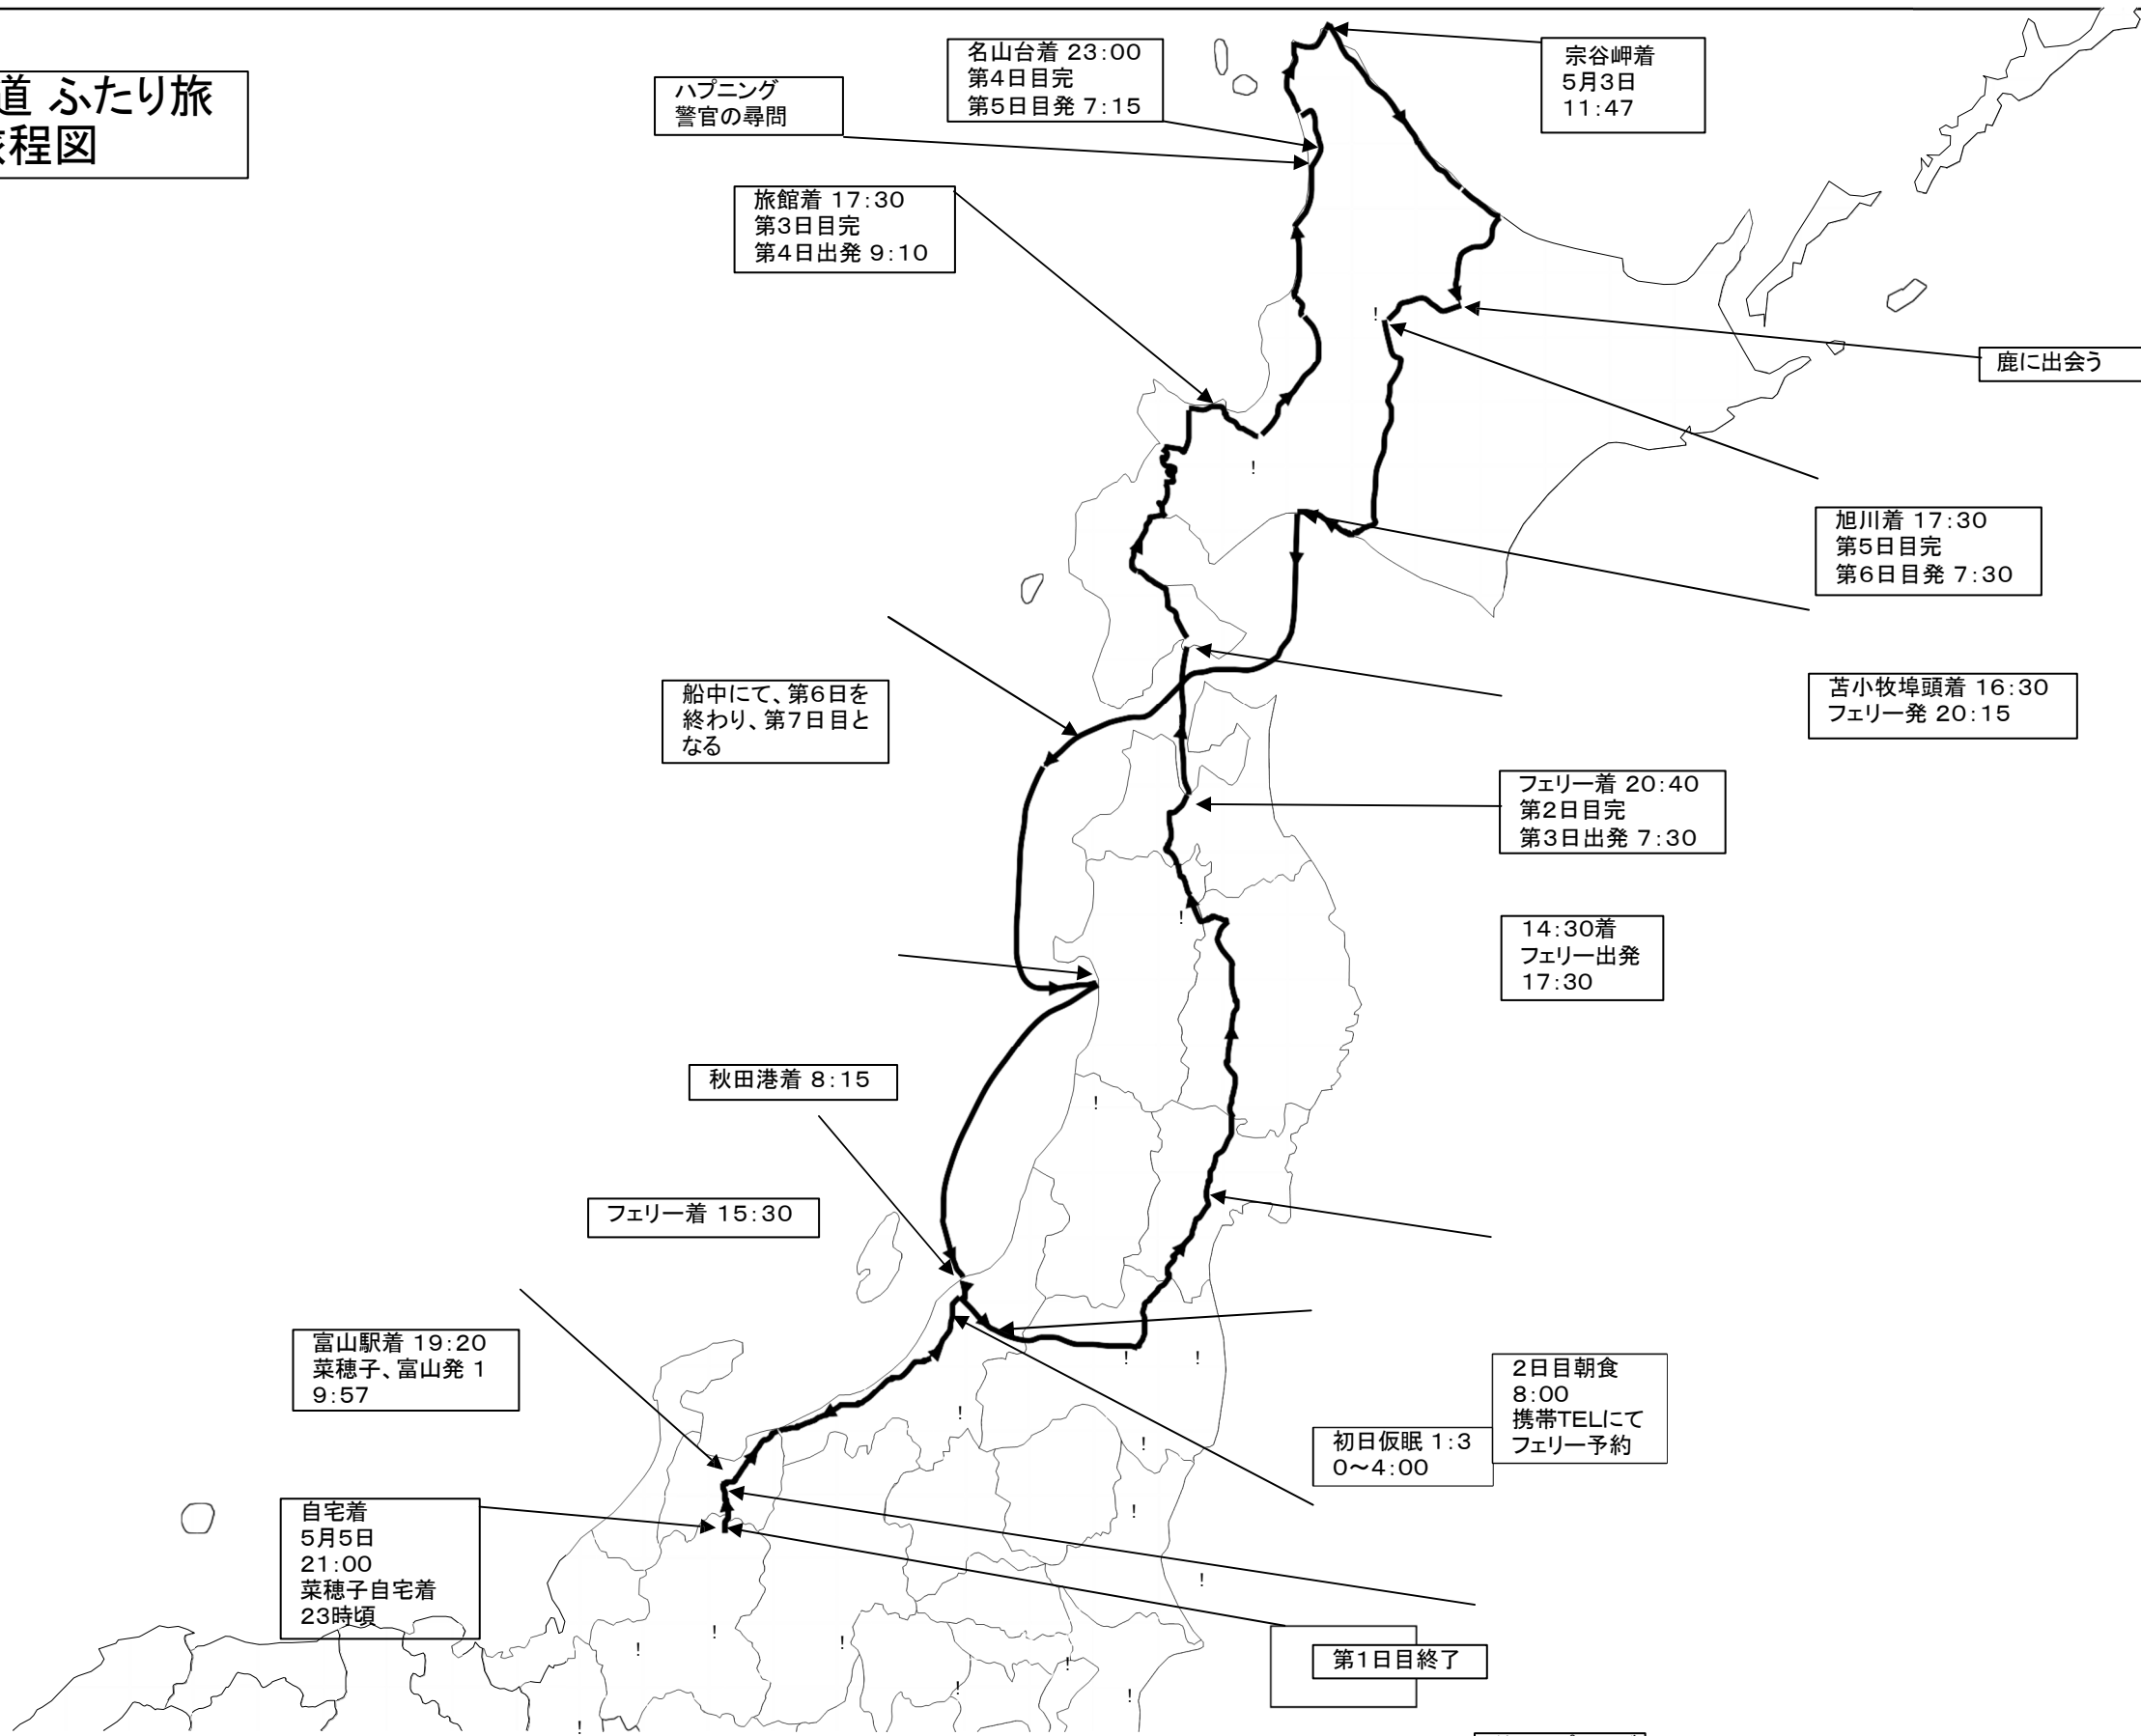 道 ふたり旅
程図
ハプニング
警官の尋問
名山台着 23:00
第4日目完
第5日目発 7:15
宗谷岬着
5月3日
11:47
旅館着 17:30
第3日目完
第4日出発 9:10
鹿に出会う
旭川着 17:30
第5日目完
第6日目発 7:30
船中にて、第6日を
終わり、第7日目と
なる
苫小牧埠頭着 16:30
フェリー発 20:15
フェリー着 20:40
第2日目完
第3日出発 7:30
14:30着
フェリー出発
17:30
秋田港着 8:15
フェリー着 15:30
富山駅着 19:20
菜穂子、富山発 1
9:57
2日目朝食
8:00
携帯TELにて
フェリー予約
初日仮眠 1:3
0～4:00
自宅着
5月5日
21:00
菜穂子自宅着
23時頃
第1日目終了